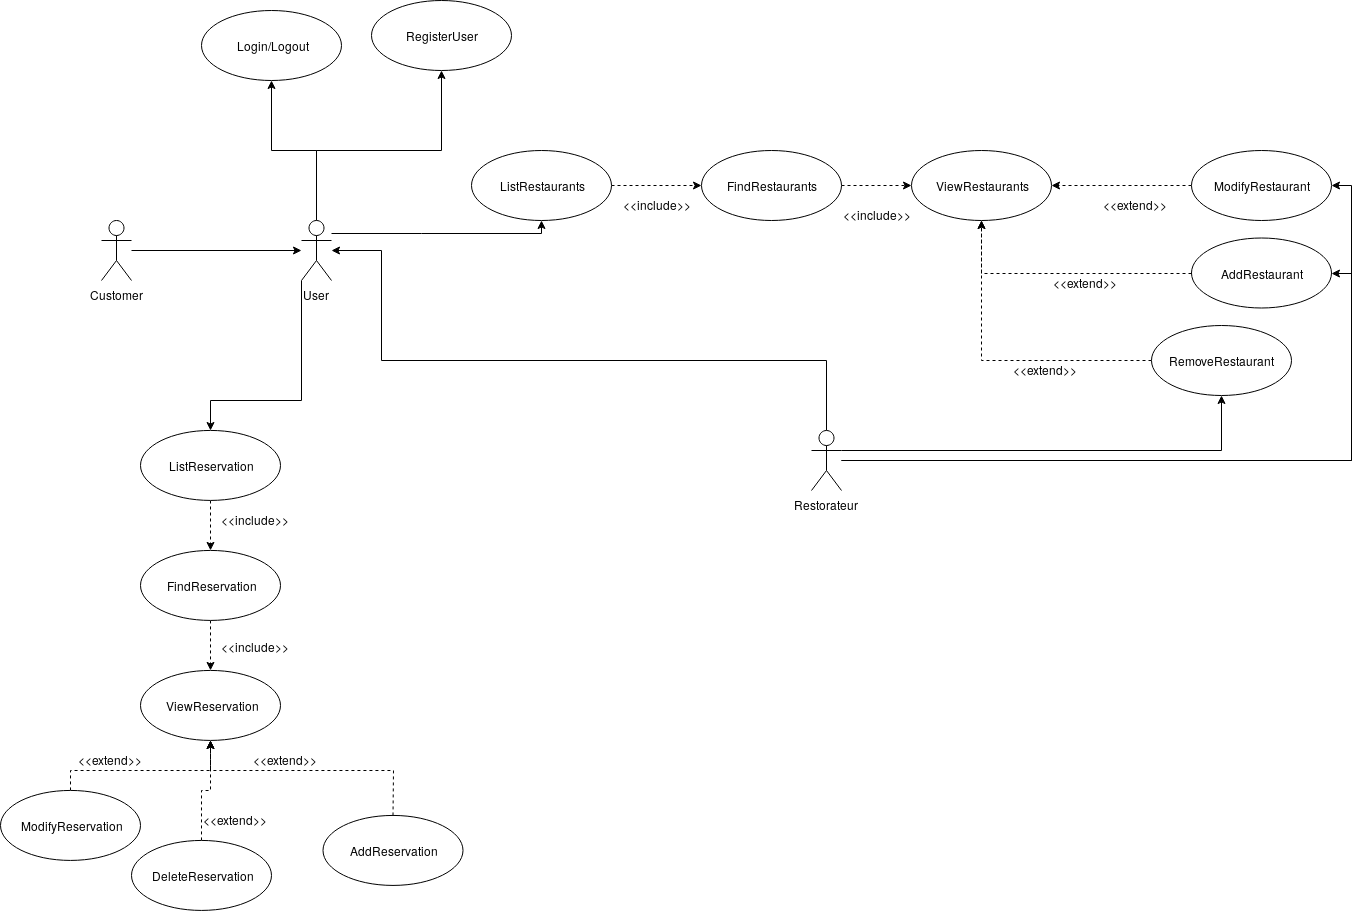 RegisterUser
Login/Logout
ListRestaurants
FindRestaurants
ViewRestaurants
ModifyRestaurant
<<include>>
<<include>>
<<extend>>
AddRestaurant
<<extend>>
Customer
User
RemoveRestaurant
<<extend>>
ListReservation
Restorateur
<<include>>
FindReservation
<<include>>
ViewReservation
<<extend>>
<<extend>>
ModifyReservation
<<extend>>
AddReservation
DeleteReservation